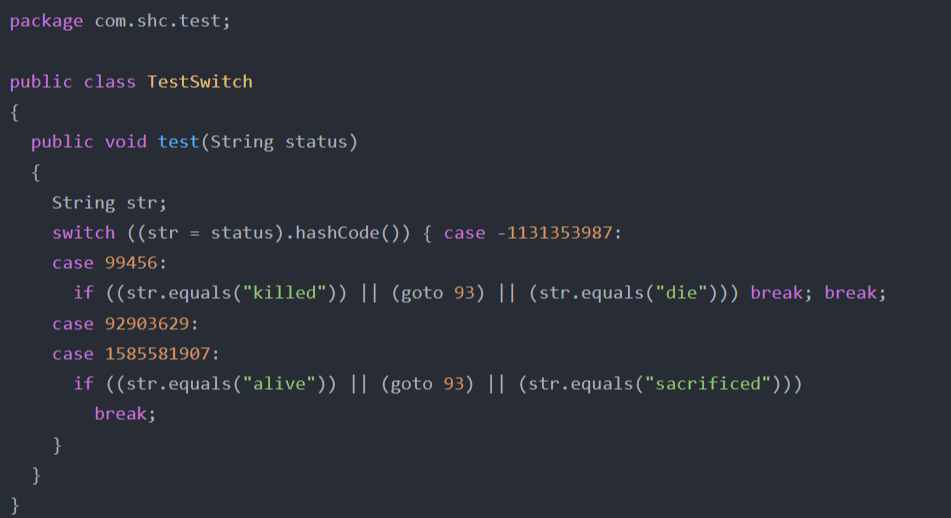 package com.shc.test;
public class TestSwitch
{
public void test(String status)
{
String str;
switch ((str = status).hashCode()) { case -1131353987:
case 99456:
if ((str.equals("killed")) || (goto 93) || (str.equals("die"))) break; break;
case 92903629:
case 1585581907:
if ((str.equals("alive")) || (goto 93) || (str.equals("sacrificed")))
break;
}
}
}